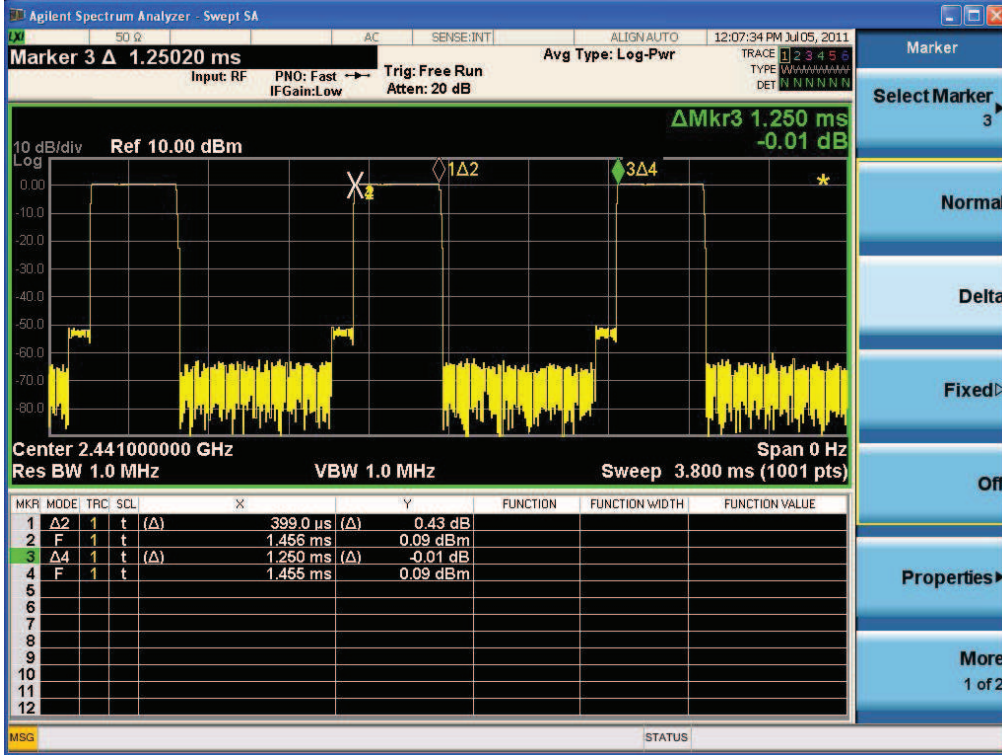 Agilent Spectrum Analyzer - Swept SA
LXI 50 Ω AC SENSE:INT ALIGN AUTO 12:07:34 PM Jul 05, 2011
Marker 3 Δ 1.25020 ms
Input: RF PNO: Fast Trig: Free Run Avg Type: Log-Pwr TRACE 1 2 3 4 5 6
IFGain:Low Atten: 20 dB TYPE
DET N N N N N N
ΔMkr3 1.250 ms
-0.01 dB
10 dB/div Ref 10.00 dBm
Log
1Δ2
3Δ4
*
0.00
-10.0
-20.0
-30.0
-40.0
-50.0
-60.0
-70.0
-80.0
Center 2.441000000 GHz Span 0 Hz
Res BW 1.0 MHz VBW 1.0 MHz Sweep 3.800 ms (1001 pts)
MKR MODE TRC SCL X Y FUNCTION FUNCTION WIDTH FUNCTION VALUE
1 Δ2 1 t (Δ) 399.0 µs (Δ) 0.43 dB
2 F 1 t 1.456 ms 0.09 dBm
3 Δ4 1 t (Δ) 1.250 ms (Δ) -0.01 dB
4 F 1 t 1.455 ms 0.09 dBm
5
6
7
8
9
10
11
12
MSG STATUS
Marker
Select Marker
3
Normal
Delta
Fixed
Off
Properties
More
1 of 2